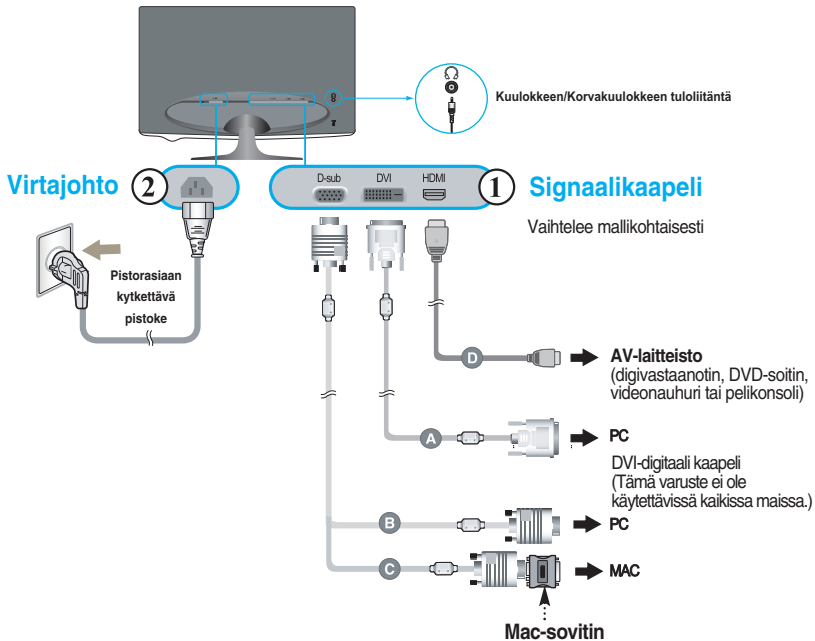 Kuulokkeen/Korvakuulokkeen tuloliitäntä
Virtajohto 2
D-sub DVI HDMI
1 Signaalikaapeli
Vaihtelee mallikohtaisesti
Pistorasiaan
kytkettävä
pistoke
D
AV-laitteisto
(digivastaanotin, DVD-soitin,
videonauhuri tai pelikonsoli)
A
PC
DVI-digitaali kaapeli
(Tämä varuste ei ole
käytettävissä kaikissa maissa.)
B
PC
C
MAC
Mac-sovitin